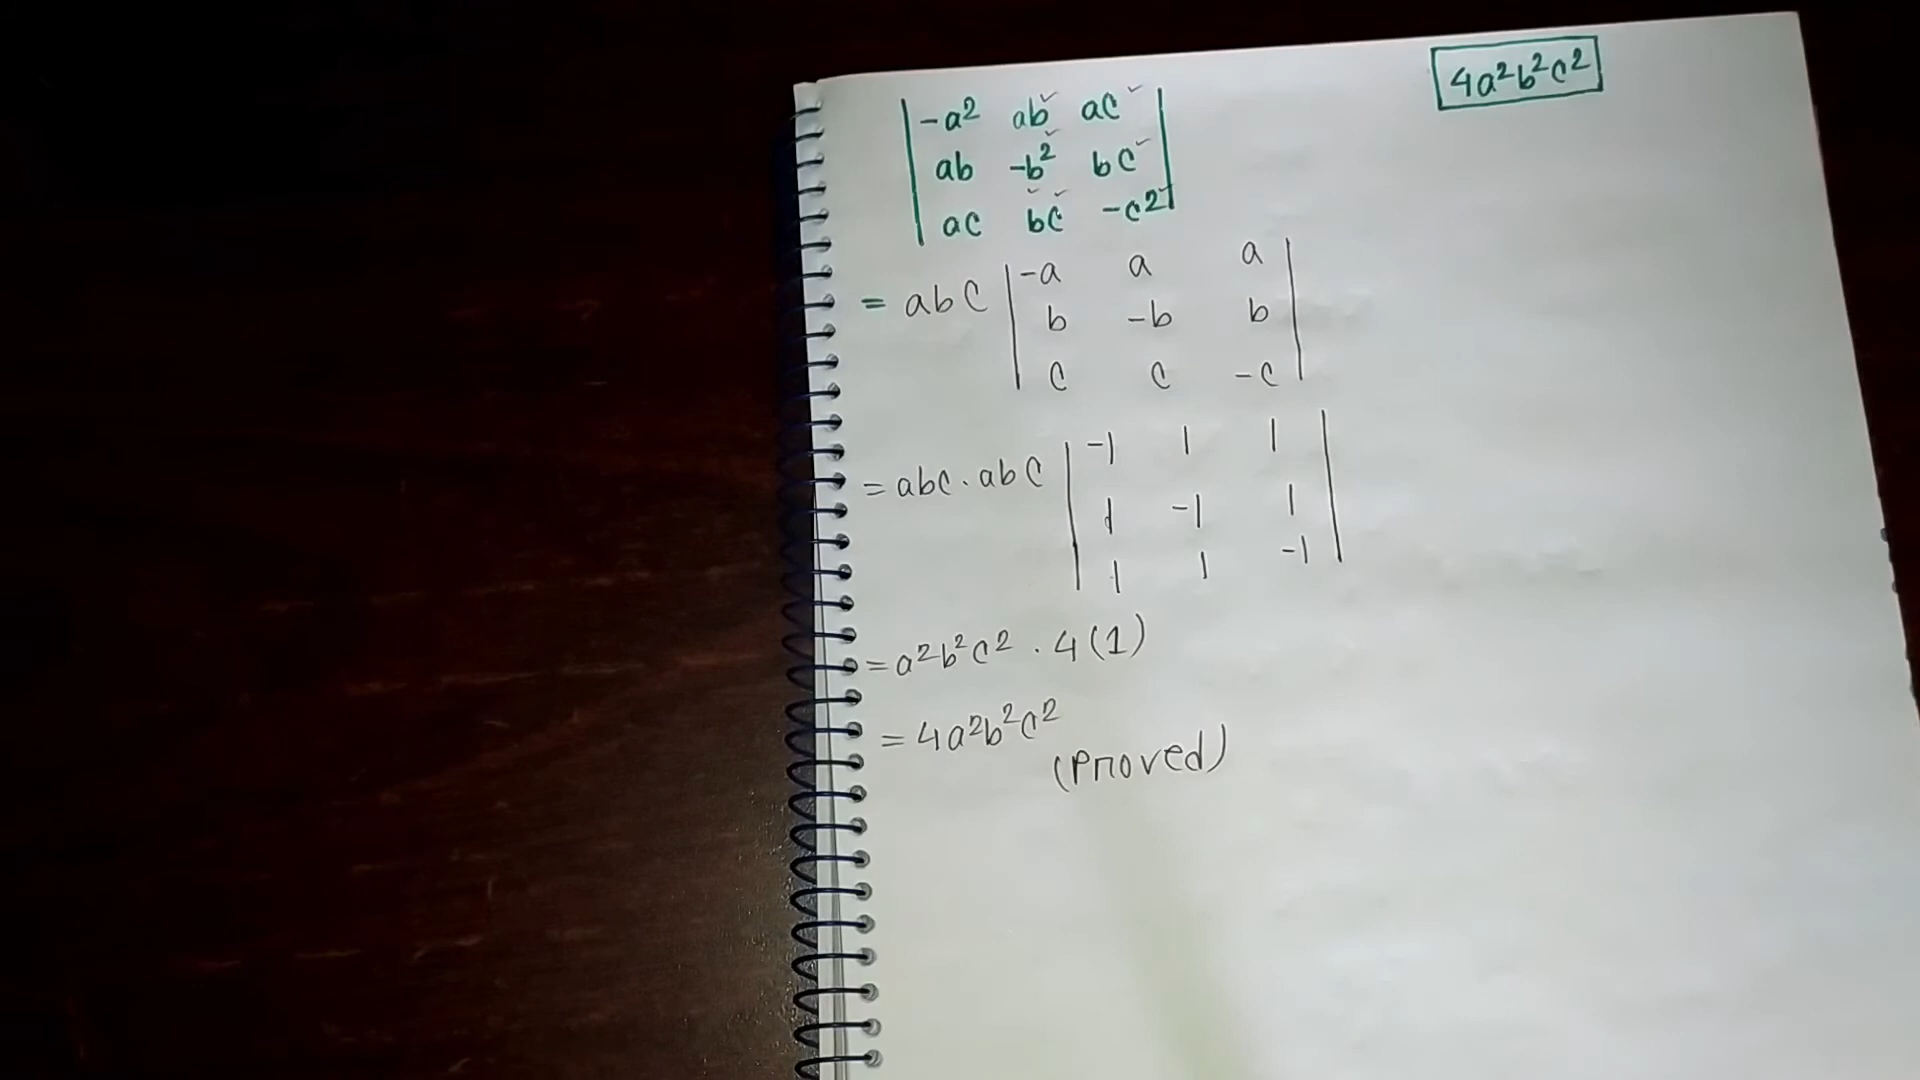 4a²b²c²
| -a² ab ac |
| ab -b² bc |
| ac bc -c² |
= abc | -a a a |
| b -b b |
| c c -c |
= abc . abc | -1 1 1 |
| 1 -1 1 |
| 1 1 -1 |
= a²b²c² . 4(1)
= 4a²b²c²
(Proved)